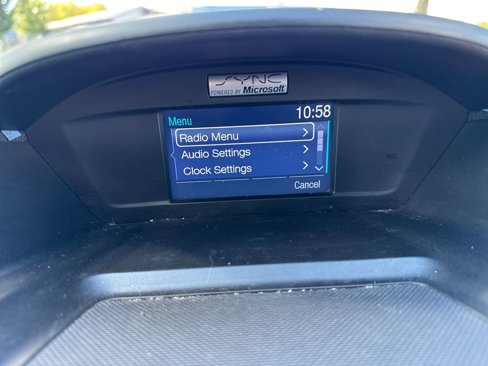 SYNC
POWERED BY Microsoft
10:58
Menu
Radio Menu
Audio Settings
Clock Settings
Cancel